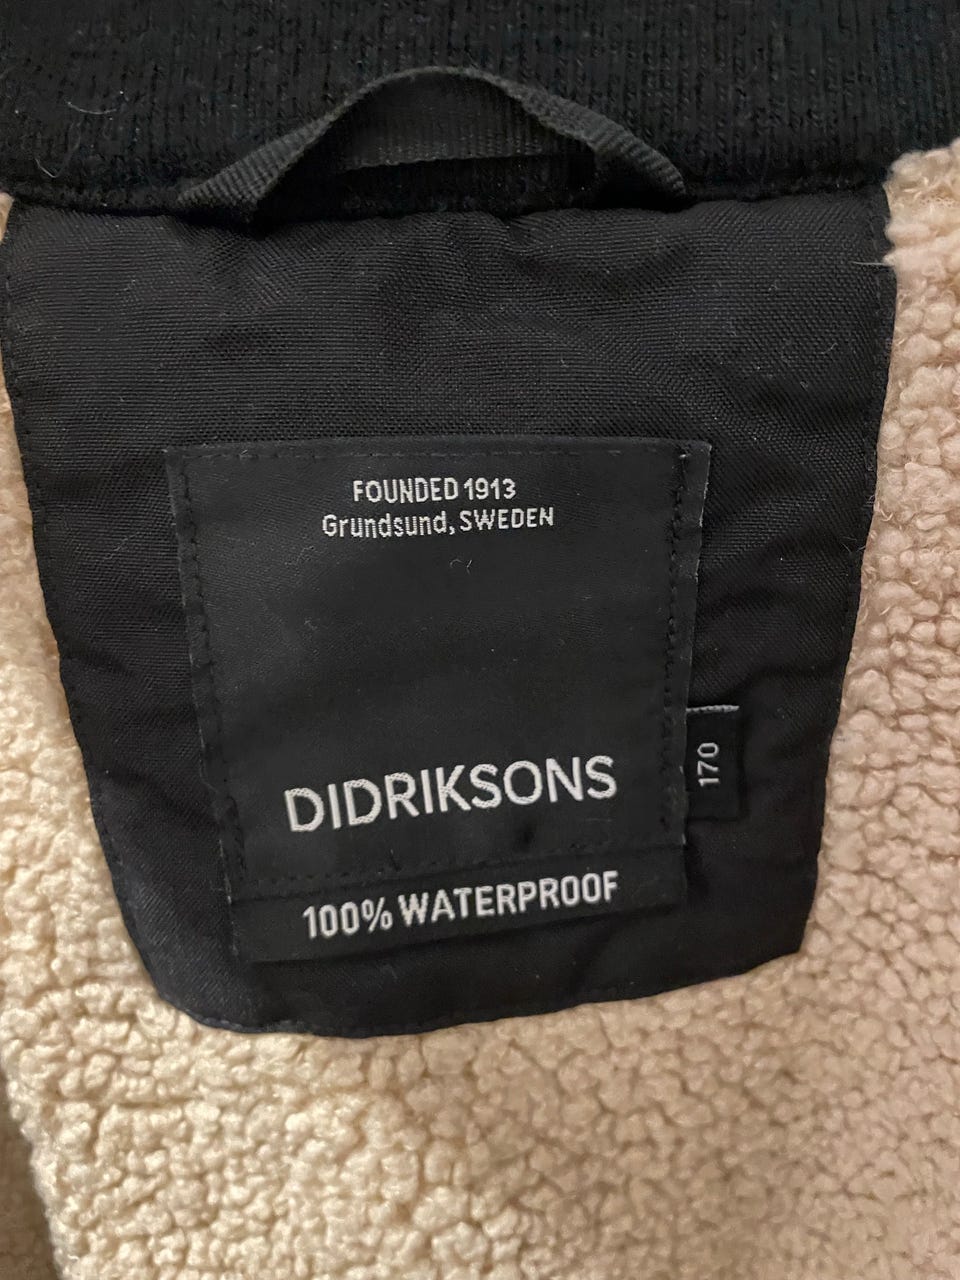 FOUNDED 1913
Grundsund, SWEDEN
DIDRIKSONS
170
100% WATERPROOF